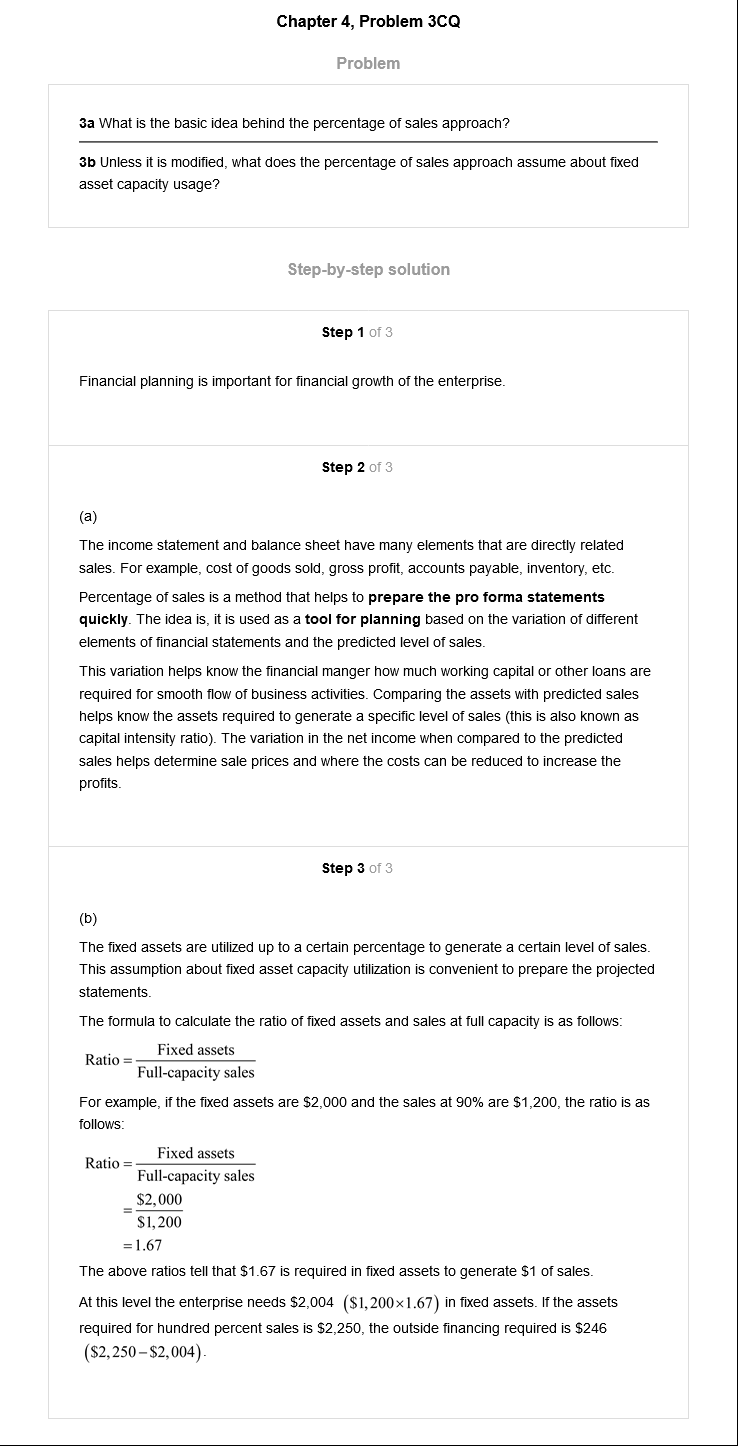 Chapter 4, Problem 3CQ
Problem
3a What is the basic idea behind the percentage of sales approach?
3b Unless it is modified, what does the percentage of sales approach assume about fixed
asset capacity usage?
Step-by-step solution
Step 1 of 3
Financial planning is important for financial growth of the enterprise.
Step 2 of 3
(a)
The income statement and balance sheet have many elements that are directly related
sales. For example, cost of goods sold, gross profit, accounts payable, inventory, etc.
Percentage of sales is a method that helps to prepare the pro forma statements
quickly. The idea is, it is used as a tool for planning based on the variation of different
elements of financial statements and the predicted level of sales.
This variation helps know the financial manger how much working capital or other loans are
required for smooth flow of business activities. Comparing the assets with predicted sales
helps know the assets required to generate a specific level of sales (this is also known as
capital intensity ratio). The variation in the net income when compared to the predicted
sales helps determine sale prices and where the costs can be reduced to increase the
profits.
Step 3 of 3
(b)
The fixed assets are utilized up to a certain percentage to generate a certain level of sales.
This assumption about fixed asset capacity utilization is convenient to prepare the projected
statements.
The formula to calculate the ratio of fixed assets and sales at full capacity is as follows:
Ratio = Fixed assets
Full-capacity sales
For example, if the fixed assets are $2,000 and the sales at 90% are $1,200, the ratio is as
follows:
Ratio = Fixed assets
Full-capacity sales
= $2,000
$1,200
=1.67
The above ratios tell that $1.67 is required in fixed assets to generate $1 of sales.
At this level the enterprise needs $2,004 ($1,200×1.67) in fixed assets. If the assets
required for hundred percent sales is $2,250, the outside financing required is $246
($2,250–$2,004).